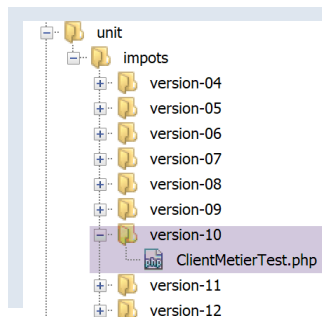 unit
impots
version-04
version-05
version-06
version-07
version-08
version-09
version-10
php ClientMetierTest.php
version-11
version-12